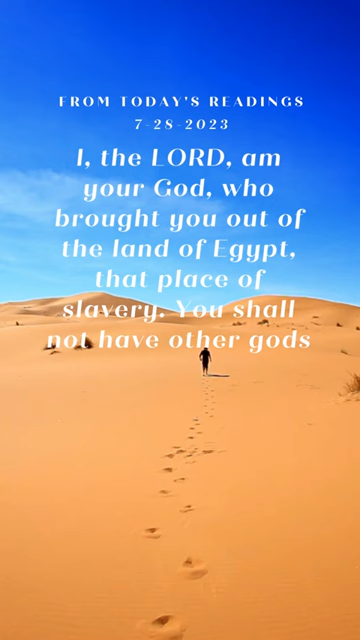 FROM TODAY'S READINGS
7-28-2023
I, the LORD, am
your God, who
brought you out of
the land of Egypt,
that place of
slavery. You shall
not have other gods